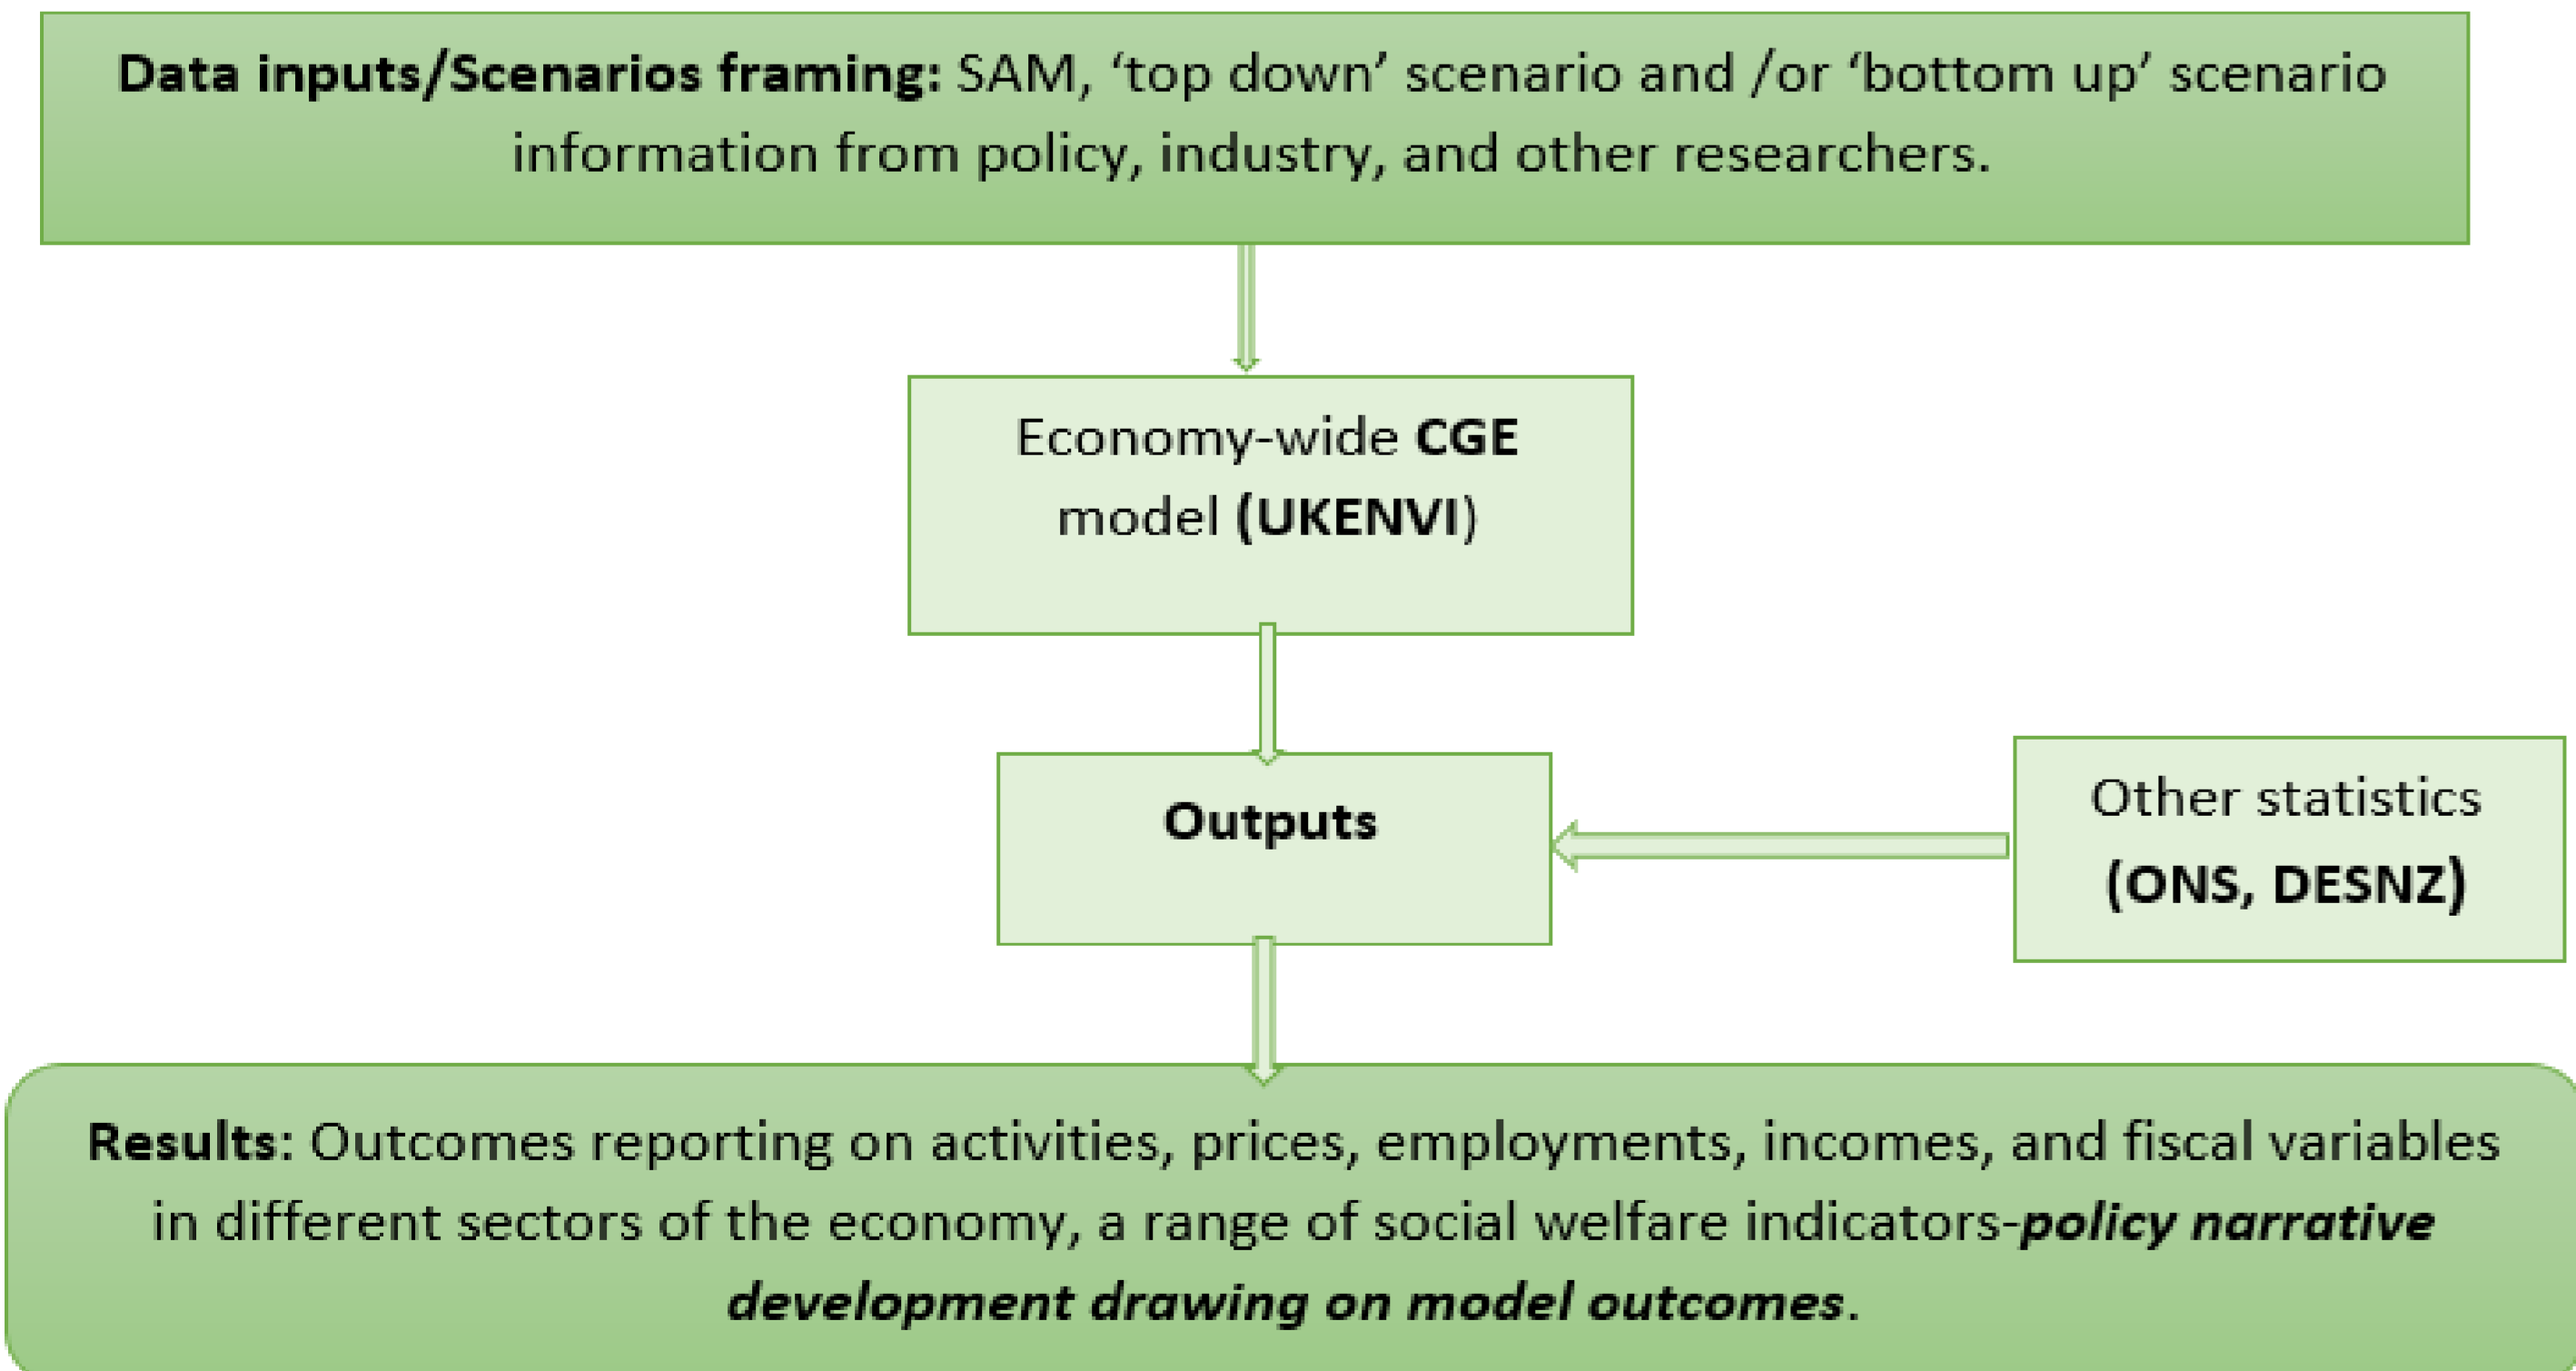 Data inputs/Scenarios framing: SAM, ‘top down’ scenario and /or ‘bottom up’ scenario
information from policy, industry, and other researchers.
Economy-wide CGE
model (UKENVI)
Outputs
Other statistics
(ONS, DESNZ)
Results: Outcomes reporting on activities, prices, employments, incomes, and fiscal variables
in different sectors of the economy, a range of social welfare indicators-policy narrative
development drawing on model outcomes.